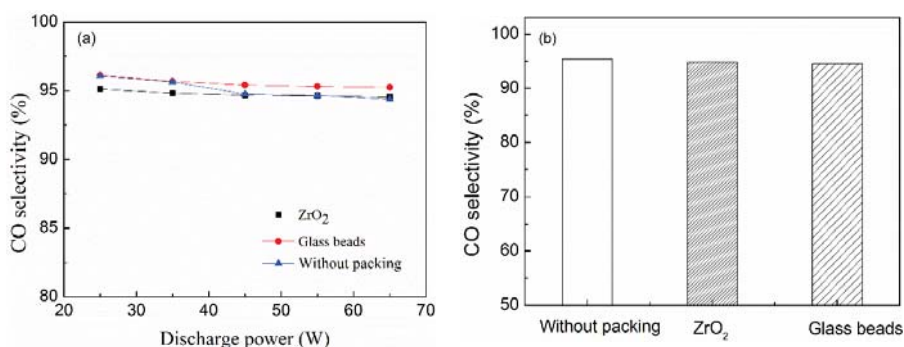 (a)
CO selectivity (%)
100
95
90
85
80
ZrO2
Glass beads
Without packing
20 30 40 50 60 70
Discharge power (W)
(b)
CO selectivity (%)
100
90
80
70
60
50
Without packing ZrO2 Glass beads